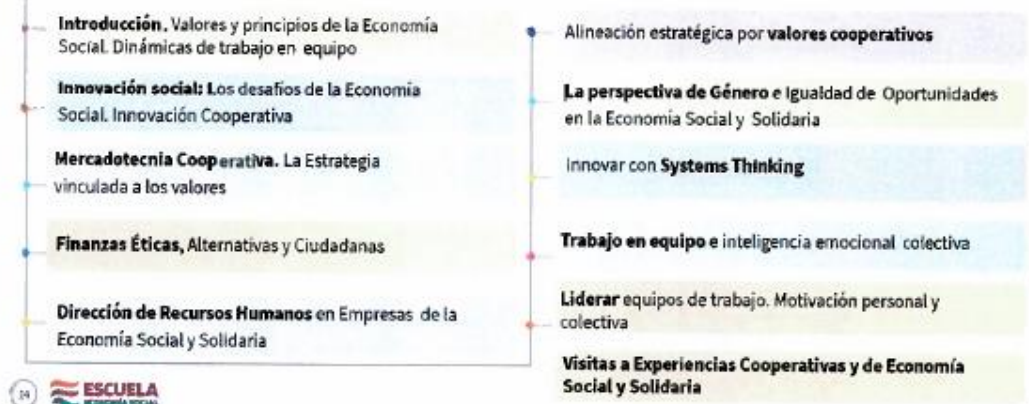 Introducción. Valores y principios de la Economía
Social. Dinámicas de trabajo en equipo
Innovación social: Los desafíos de la Economía
Social. Innovación Cooperativa
Mercadotecnia Cooperativa. La Estrategia
vinculada a los valores
Finanzas Éticas, Alternativas y Ciudadanas
Dirección de Recursos Humanos en Empresas de la
Economía Social y Solidaria
Alineación estratégica por valores cooperativos
La perspectiva de Género e Igualdad de Oportunidades
en la Economía Social y Solidaria
Innovar con Systems Thinking
Trabajo en equipo e inteligencia emocional colectiva
Liderar equipos de trabajo. Motivación personal y
colectiva
Visitas a Experiencias Cooperativas y de Economía
Social y Solidaria
ESCUELA